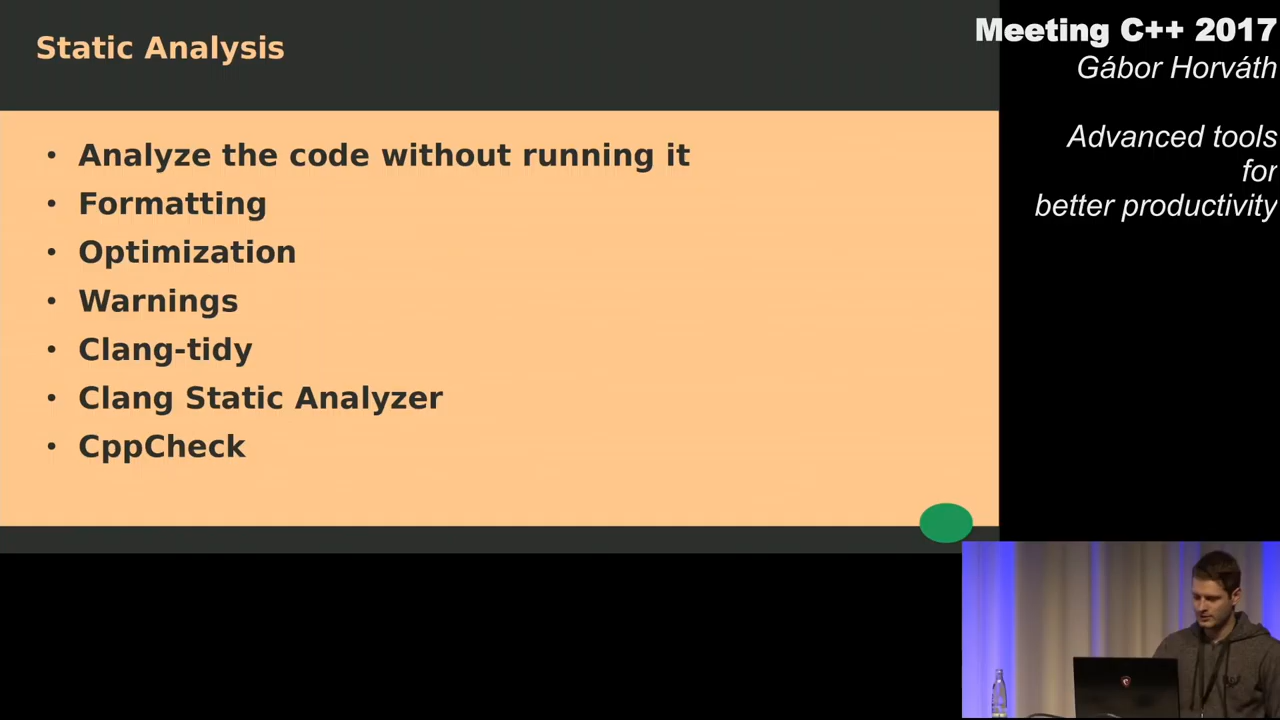 Static Analysis
• Analyze the code without running it
• Formatting
• Optimization
• Warnings
• Clang-tidy
• Clang Static Analyzer
• CppCheck
Meeting C++ 2017
Gábor Horváth
Advanced tools
for
better productivity